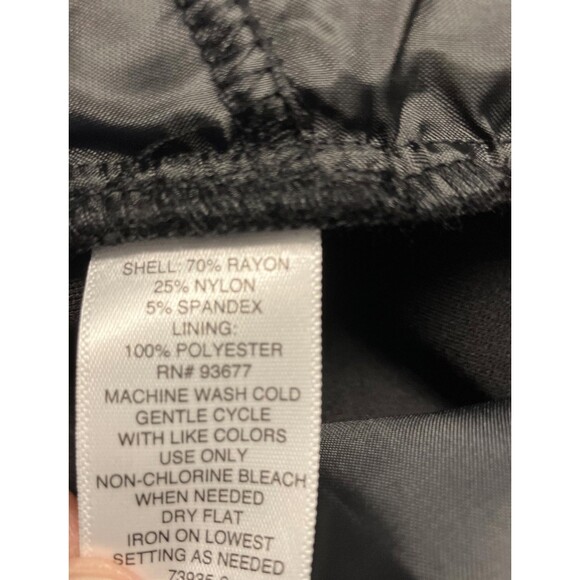 SHELL: 70% RAYON
25% NYLON
5% SPANDEX
LINING:
100% POLYESTER
RN# 93677
MACHINE WASH COLD
GENTLE CYCLE
WITH LIKE COLORS
USE ONLY
NON-CHLORINE BLEACH
WHEN NEEDED
DRY FLAT
IRON ON LOWEST
SETTING AS NEEDED